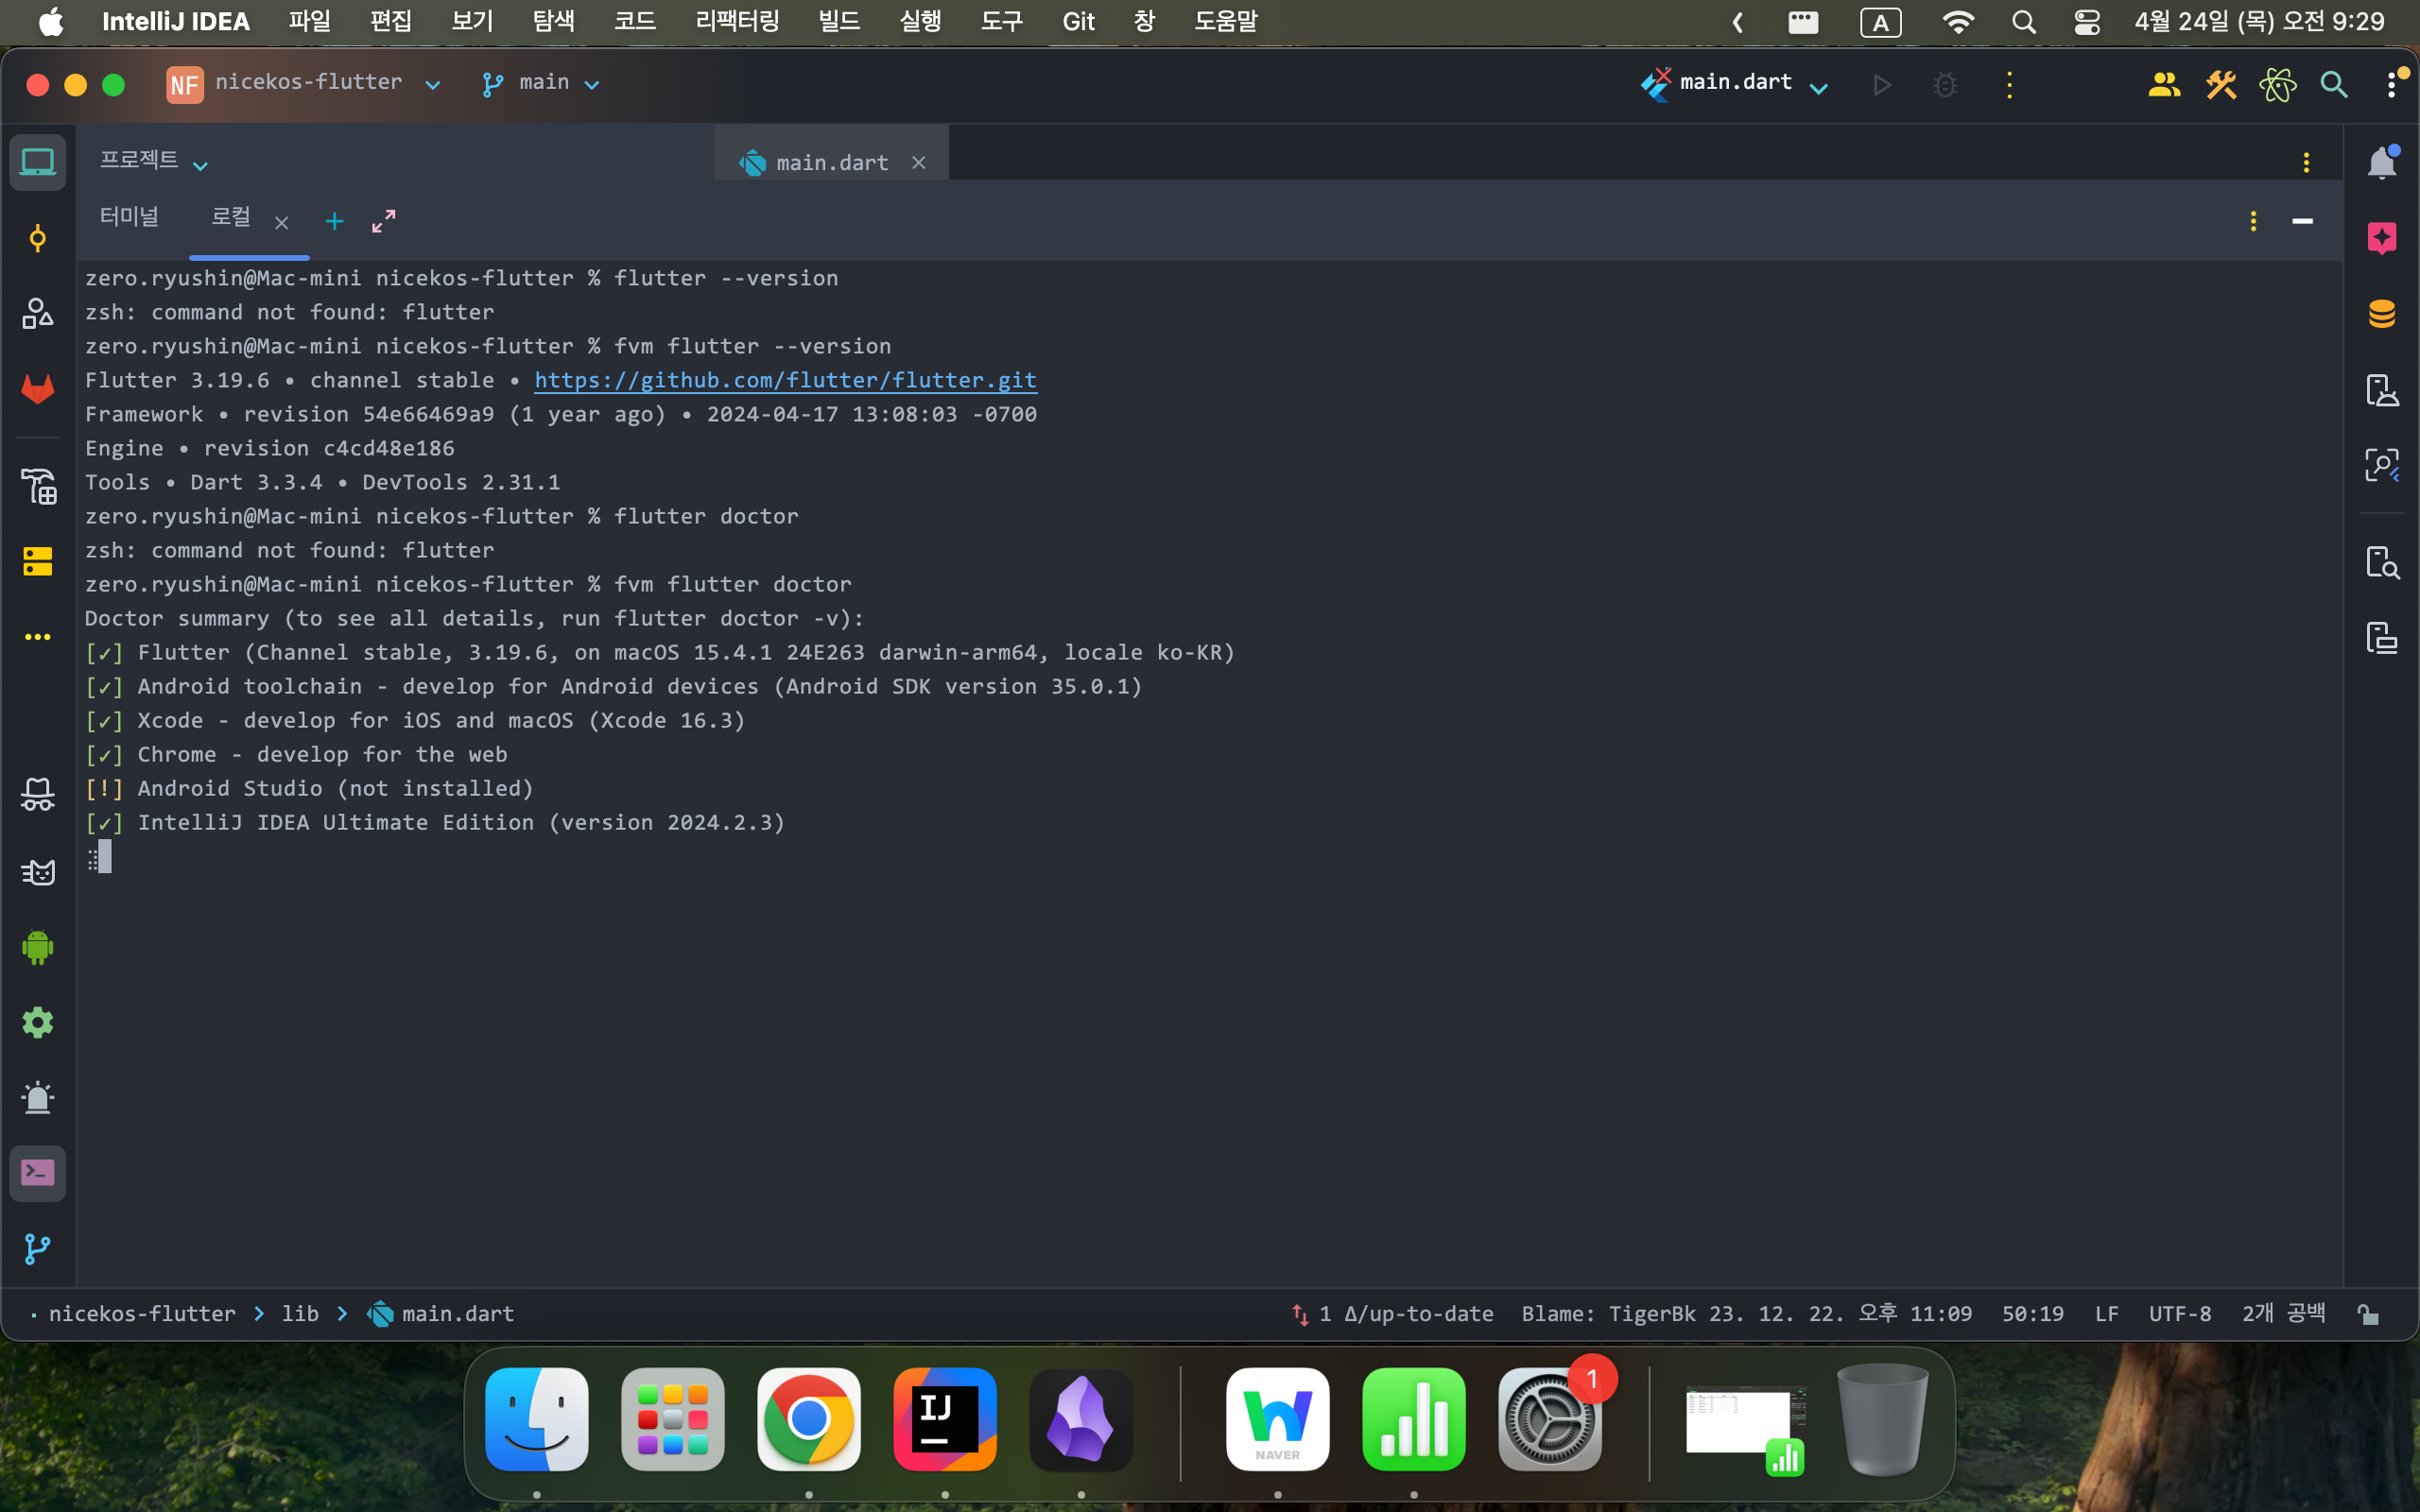 IntelliJ IDEA 파일 편집 보기 탐색 코드 리팩터링 빌드 실행 도구 Git 창 도움말 A 4월 24일 (목) 오전 9:29
NF nicekos-flutter main main.dart
프로젝트 main.dart
터미널 로컬
zero.ryushin@Mac-mini nicekos-flutter % flutter --version
zsh: command not found: flutter
zero.ryushin@Mac-mini nicekos-flutter % fvm flutter --version
Flutter 3.19.6 • channel stable • https://github.com/flutter/flutter.git
Framework • revision 54e66469a9 (1 year ago) • 2024-04-17 13:08:03 -0700
Engine • revision c4cd48e186
Tools • Dart 3.3.4 • DevTools 2.31.1
zero.ryushin@Mac-mini nicekos-flutter % flutter doctor
zsh: command not found: flutter
zero.ryushin@Mac-mini nicekos-flutter % fvm flutter doctor
Doctor summary (to see all details, run flutter doctor -v):
[✓] Flutter (Channel stable, 3.19.6, on macOS 15.4.1 24E263 darwin-arm64, locale ko-KR)
[✓] Android toolchain - develop for Android devices (Android SDK version 35.0.1)
[✓] Xcode - develop for iOS and macOS (Xcode 16.3)
[✓] Chrome - develop for the web
[!] Android Studio (not installed)
[✓] IntelliJ IDEA Ultimate Edition (version 2024.2.3)
nicekos-flutter > lib > main.dart 1 ∆/up-to-date Blame: TigerBk 23. 12. 22. 오후 11:09 50:19 LF UTF-8 2개 공백
IJ NAVER 1